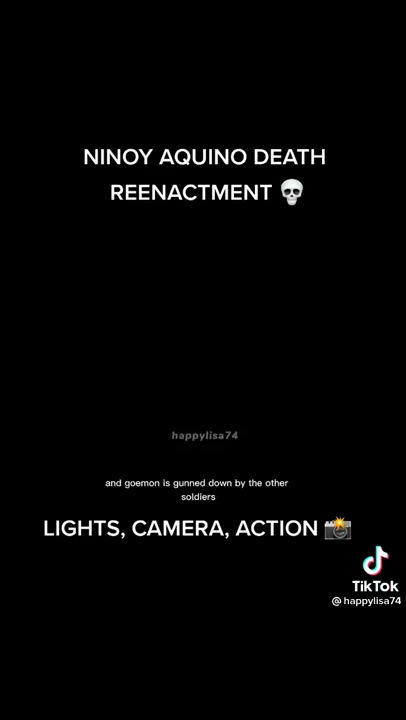 NINOY AQUINO DEATH
REENACTMENT 💀
happylisa74
and goemon is gunned down by the other
soldiers
LIGHTS, CAMERA, ACTION 📸
TikTok
@happylisa74